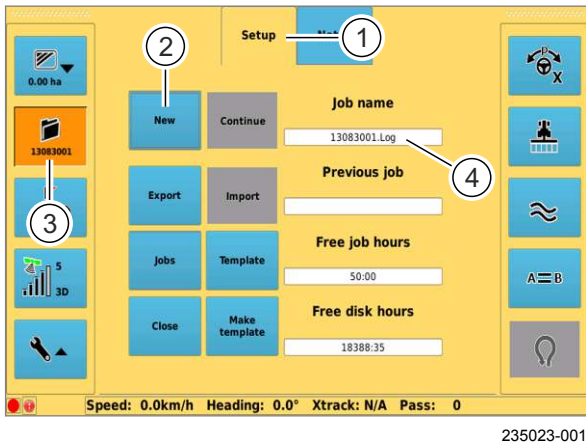 Setup
1
2
0.00 ha
New
Continue
Job name
13083001.Log
13083001
3
4
Previous job
Export
Import
Free job hours
Jobs
Template
50:00
5
3D
A=B
Free disk hours
Close
Make
template
18388:35
P
X
Speed: 0.0km/h Heading: 0.0° Xtrack: N/A Pass: 0
235023-001